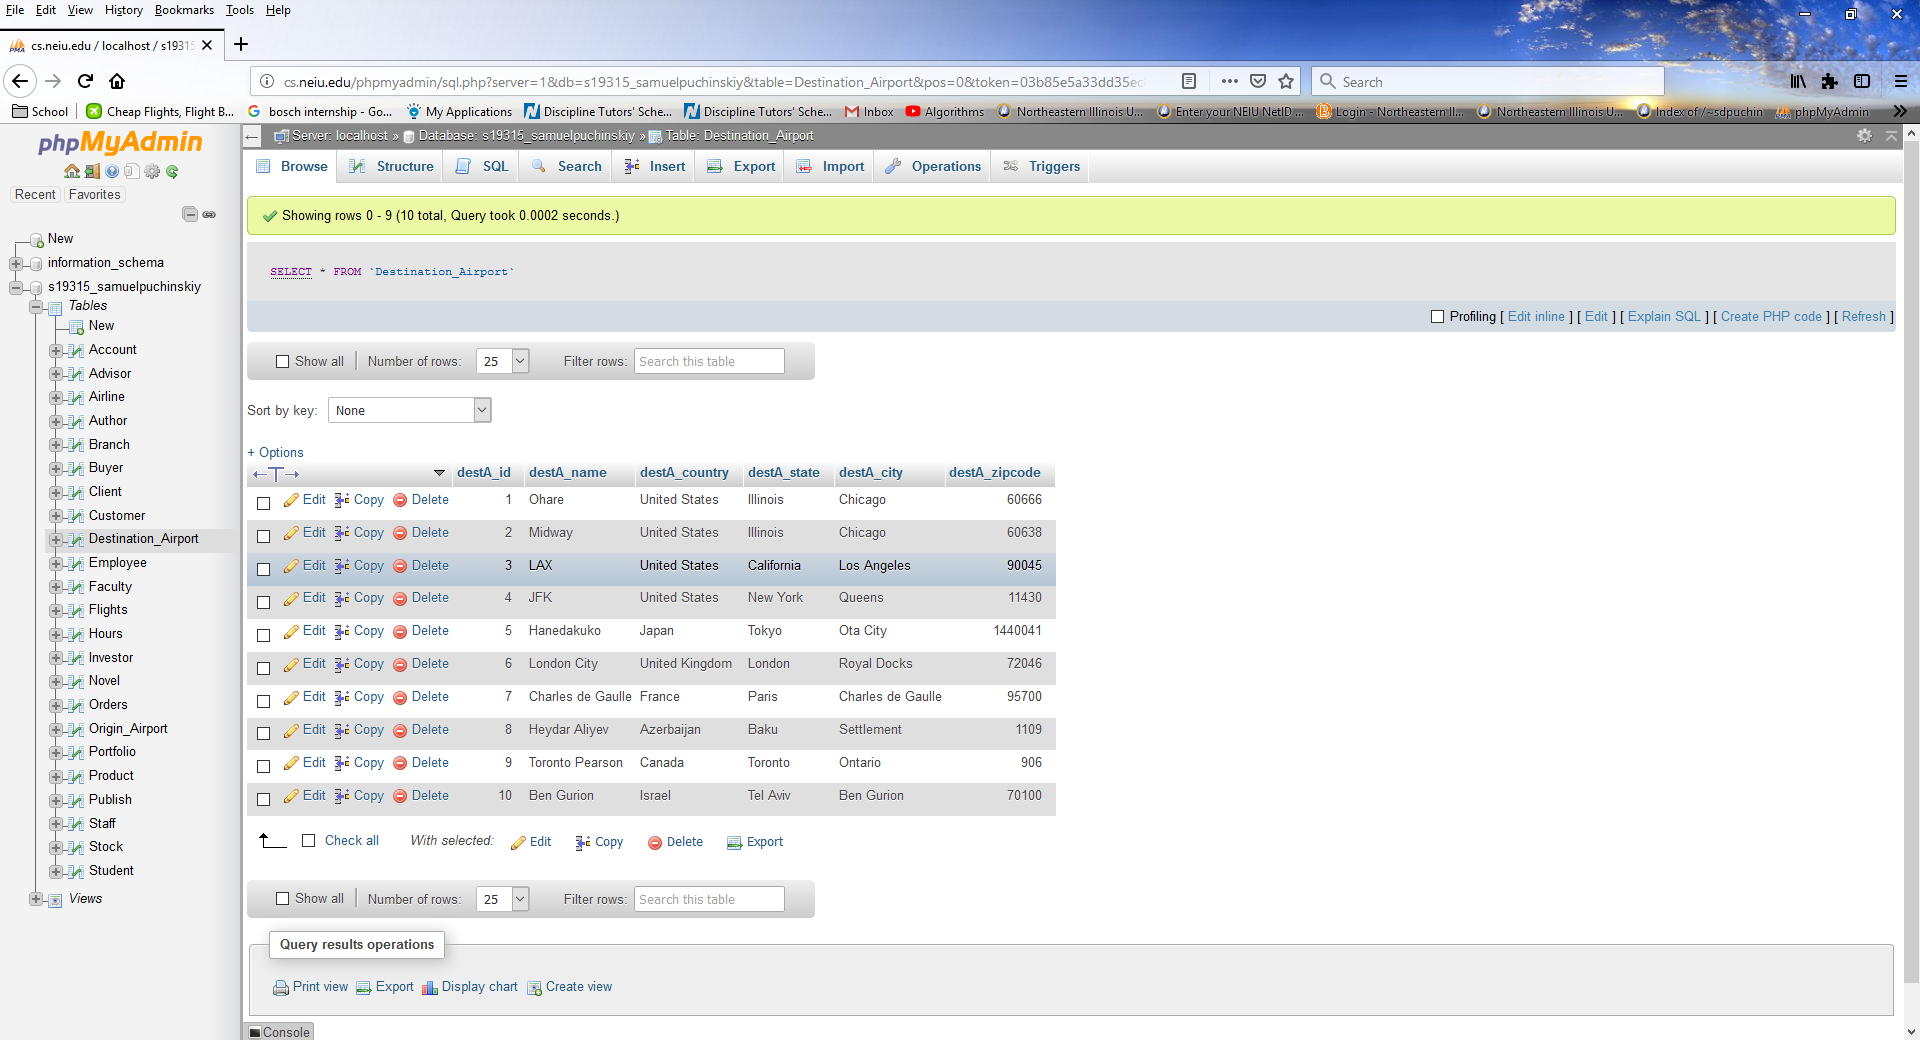 File Edit View History Bookmarks Tools Help
cs.neiu.edu / localhost / s19315
cs.neiu.edu/phpmyadmin/sql.php?server=1&db=s19315_samuelpuchinskiy&table=Destination_Airport&pos=0&token=03b85e5a33dd35ec
Search
School Cheap Flights, Flight B... bosch internship - Go... My Applications Discipline Tutors' Sche... Discipline Tutors' Sche... Inbox Algorithms Northeastern Illinois U... Enter your NEIU NetID ... Login - Northeastern Il... Northeastern Illinois U... Index of /~sdpuchin phpMyAdmin
phpMyAdmin
Recent Favorites
New
information_schema
s19315_samuelpuchinskiy
Tables
New
Account
Advisor
Airline
Author
Branch
Buyer
Client
Customer
Destination_Airport
Employee
Faculty
Flights
Hours
Investor
Novel
Orders
Origin_Airport
Portfolio
Product
Publish
Staff
Stock
Student
Views
Server: localhost » Database: s19315_samuelpuchinskiy » Table: Destination_Airport
Browse Structure SQL Search Insert Export Import Operations Triggers
Showing rows 0 - 9 (10 total, Query took 0.0002 seconds.)
SELECT * FROM `Destination_Airport`
Profiling [ Edit inline ] [ Edit ] [ Explain SQL ] [ Create PHP code ] [ Refresh ]
Show all Number of rows: 25 Filter rows: Search this table
Sort by key: None
+ Options
destA_id destA_name destA_country destA_state destA_city destA_zipcode
Edit Copy Delete 1 Ohare United States Illinois Chicago 60666
Edit Copy Delete 2 Midway United States Illinois Chicago 60638
Edit Copy Delete 3 LAX United States California Los Angeles 90045
Edit Copy Delete 4 JFK United States New York Queens 11430
Edit Copy Delete 5 Hanedakuko Japan Tokyo Ota City 1440041
Edit Copy Delete 6 London City United Kingdom London Royal Docks 72046
Edit Copy Delete 7 Charles de Gaulle France Paris Charles de Gaulle 95700
Edit Copy Delete 8 Heydar Aliyev Azerbaijan Baku Settlement 1109
Edit Copy Delete 9 Toronto Pearson Canada Toronto Ontario 906
Edit Copy Delete 10 Ben Gurion Israel Tel Aviv Ben Gurion 70100
Check all With selected: Edit Copy Delete Export
Show all Number of rows: 25 Filter rows: Search this table
Query results operations
Print view Export Display chart Create view
Console